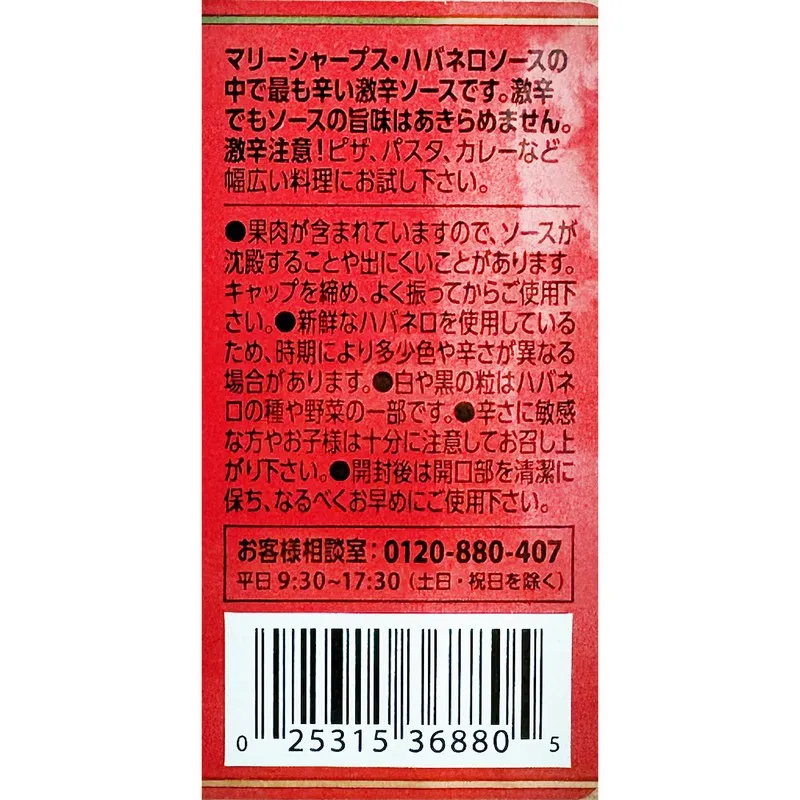 マリーシャープス・ハバネロソースの
中で最も辛い激辛ソースです。激辛
でもソースの旨味はあきらめません。
激辛注意！ピザ、パスタ、カレーなど
幅広い料理にお試し下さい。
●果肉が含まれていますので、ソースが
沈殿することや出にくいことがあります。
キャップを締め、よく振ってからご使用下
さい。●新鮮なハバネロを使用している
ため、時期により多少色や辛さが異なる
場合があります。●白や黒の粒はハバネ
ロの種や野菜の一部です。●辛さに敏感
な方やお子様は十分に注意してお召し上
がり下さい。●開封後は開口部を清潔に
保ち、なるべくお早めにご使用下さい。
お客様相談室：0120-880-407
平日 9:30~17:30（土日・祝日を除く）
0 25315 36880 5